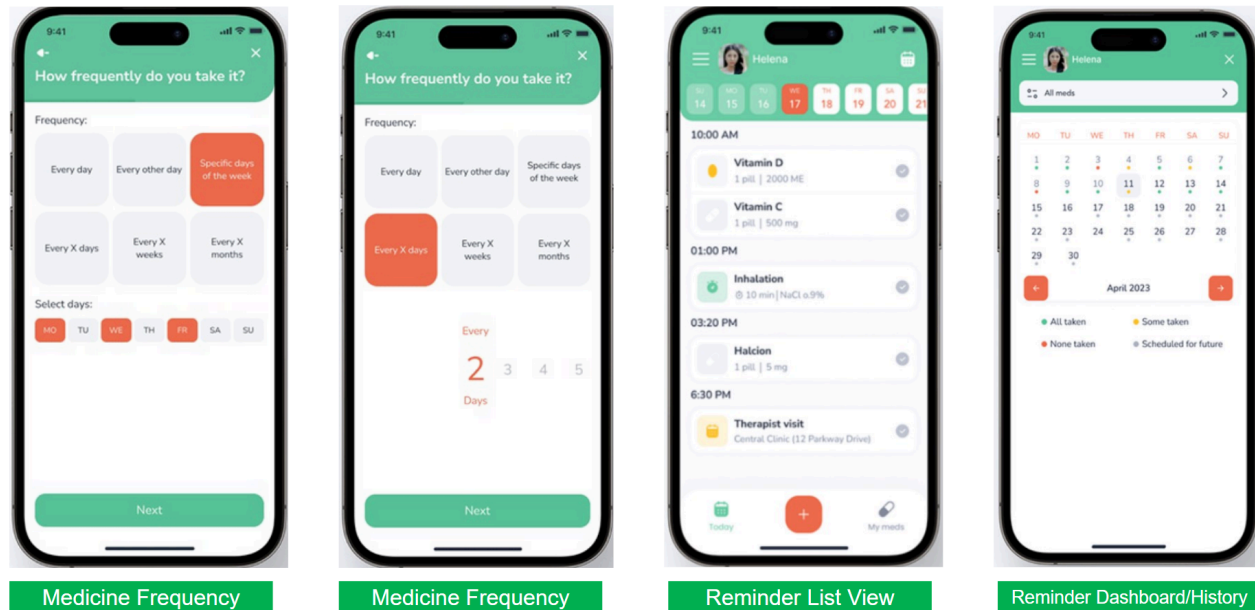 9:41
How frequently do you take it?
Frequency:
Every day
Every other day
Specific days
of the week
Every X days
Every X
weeks
Every X
months
Select days:
MO TU WE TH FR SA SU
Next
Medicine Frequency
9:41
How frequently do you take it?
Frequency:
Every day
Every other day
Specific days
of the week
Every X days
Every X
weeks
Every X
months
Every
2 3 4 5
Days
Next
Medicine Frequency
9:41
Helena
SU MO TU WE TH FR SA SU
14 15 16 17 18 19 20 21
10:00 AM
Vitamin D
1 pill | 2000 ME
Vitamin C
1 pill | 500 mg
01:00 PM
Inhalation
10 min | NaCl o.9%
03:20 PM
Halcion
1 pill | 5 mg
6:30 PM
Therapist visit
Central Clinic (12 Parkway Drive)
Today
+
My meds
Reminder List View
9:41
Helena
All meds
MO TU WE TH FR SA SU
1 2 3 4 5 6 7
8 9 10 11 12 13 14
15 16 17 18 19 20 21
22 23 24 25 26 27 28
29 30
April 2023
All taken
Some taken
None taken
Scheduled for future
Reminder Dashboard/History